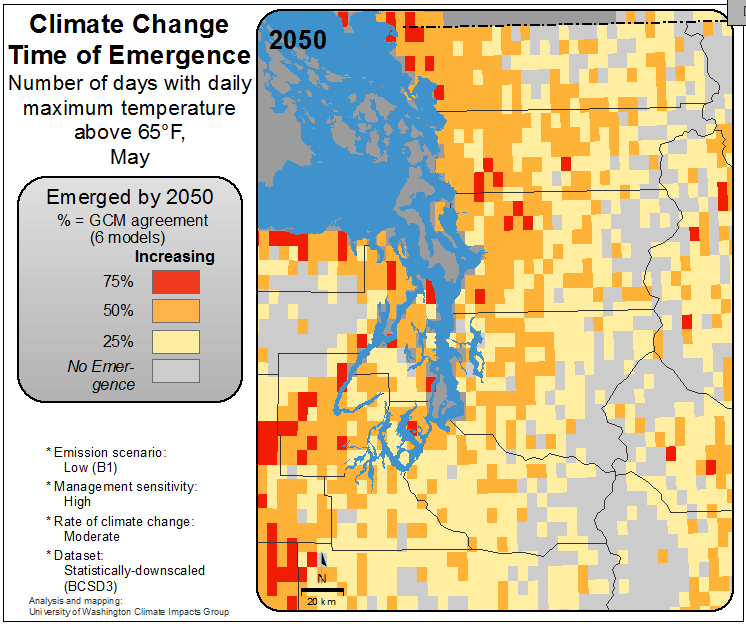 Climate Change
Time of Emergence
Number of days with daily
maximum temperature
above 65°F,
May
2050
Emerged by 2050
% = GCM agreement
(6 models)
Increasing
75%
50%
25%
No Emer-
gence
* Emission scenario:
Low (B1)
* Management sensitivity:
High
* Rate of climate change:
Moderate
* Dataset:
Statistically-downscaled
(BCSD3)
Analysis and mapping:
University of Washington Climate Impacts Group
N
20 km